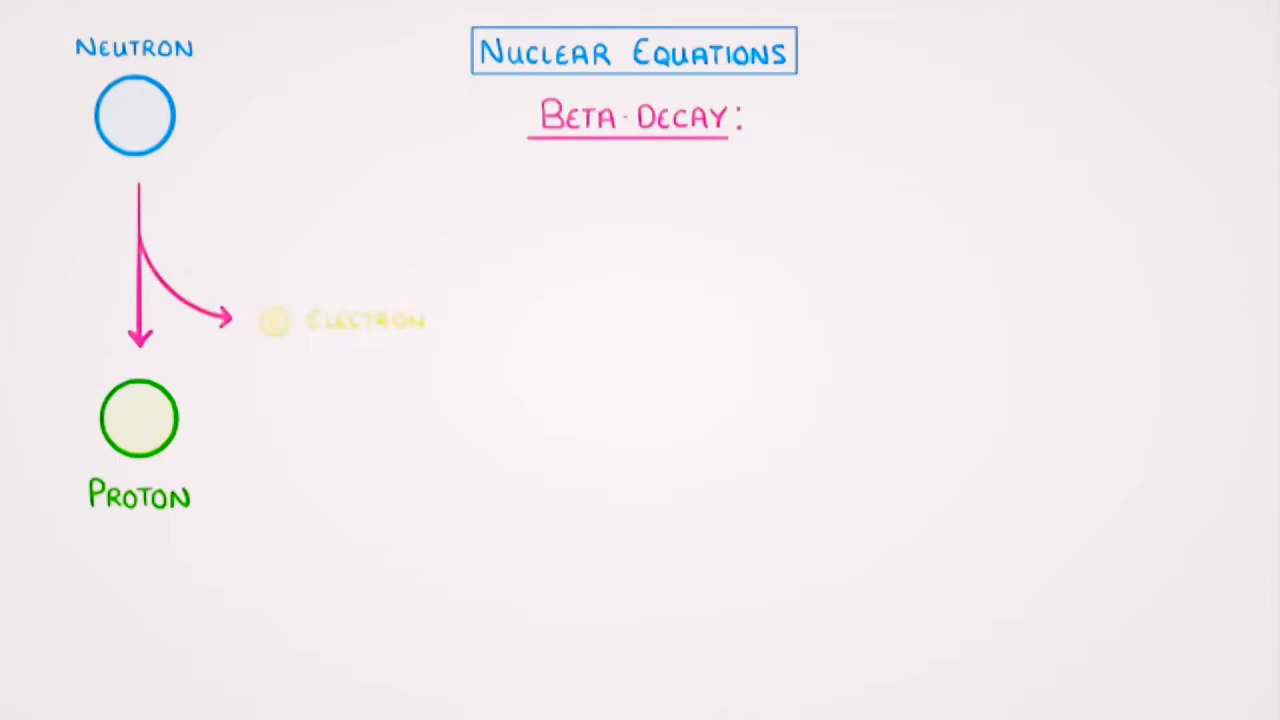 NEUTRON
NUCLEAR EQUATIONS
BETA-DECAY:
ELECTRON
PROTON